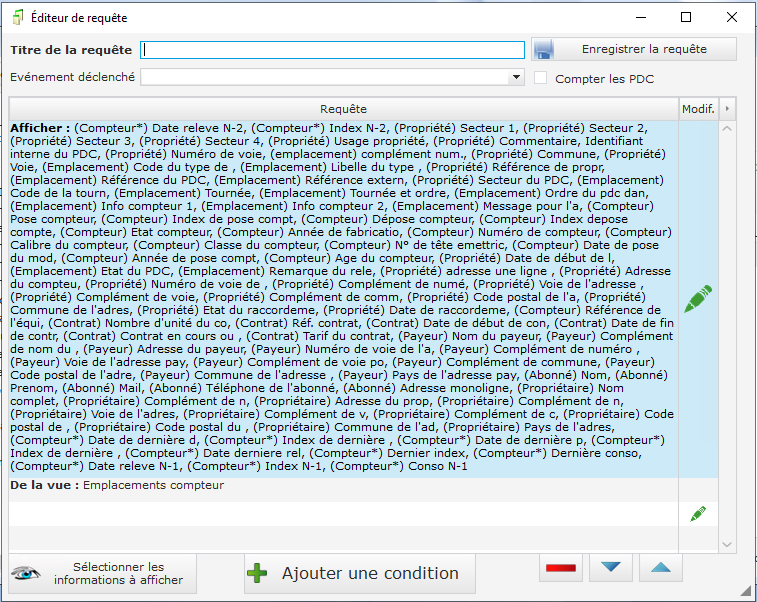 Éditeur de requête
Titre de la requête
Enregistrer la requête
Evénement déclenché
Compter les PDC
Requête
Modif.
Afficher : (Compteur*) Date releve N-2, (Compteur*) Index N-2, (Propriété) Secteur 1, (Propriété) Secteur 2,
(Propriété) Secteur 3, (Propriété) Secteur 4, (Propriété) Usage propriété, (Propriété) Commentaire, Identifiant
interne du PDC, (Propriété) Numéro de voie, (emplacement) complément num., (Propriété) Commune, (Propriété)
Voie, (Emplacement) Code du type de , (Emplacement) Libelle du type , (Propriété) Référence de propr,
(Emplacement) Référence du PDC, (Emplacement) Référence extern, (Propriété) Secteur du PDC, (Emplacement)
Code de la tourn, (Emplacement) Tournée, (Emplacement) Tournée et ordre, (Emplacement) Ordre du pdc dan,
(Emplacement) Info compteur 1, (Emplacement) Info compteur 2, (Emplacement) Message pour l'a, (Compteur)
Pose compteur, (Compteur) Index de pose compt, (Compteur) Dépose compteur, (Compteur) Index depose
compte, (Compteur) Etat compteur, (Compteur) Année de fabricatio, (Compteur) Numéro de compteur, (Compteur)
Calibre du compteur, (Compteur) Classe du compteur, (Compteur) N° de tête emettric, (Compteur) Date de pose
du mod, (Compteur) Année de pose compt, (Compteur) Age du compteur, (Propriété) Date de début de l,
(Emplacement) Etat du PDC, (Emplacement) Remarque du rele, (Propriété) adresse une ligne , (Propriété) Adresse
du compteu, (Propriété) Numéro de voie de , (Propriété) Complément de numé, (Propriété) Voie de l'adresse ,
(Propriété) Complément de voie, (Propriété) Complément de comm, (Propriété) Code postal de l'a, (Propriété)
Commune de l'adres, (Propriété) Etat du raccordeme, (Propriété) Date de raccordeme, (Compteur) Référence de
l'équi, (Contrat) Nombre d'unité du co, (Contrat) Réf. contrat, (Contrat) Date de début de con, (Contrat) Date de fin
de contr, (Contrat) Contrat en cours ou , (Contrat) Tarif du contrat, (Payeur) Nom du payeur, (Payeur) Complément
de nom du , (Payeur) Adresse du payeur, (Payeur) Numéro de voie de l'a, (Payeur) Complément de numéro ,
(Payeur) Voie de l'adresse pay, (Payeur) Complément de voie po, (Payeur) Complément de commune, (Payeur)
Code postal de l'adre, (Payeur) Commune de l'adresse , (Payeur) Pays de l'adresse pay, (Abonné) Nom, (Abonné)
Prenom, (Abonné) Mail, (Abonné) Téléphone de l'abonné, (Abonné) Adresse monoligne, (Propriétaire) Nom
complet, (Propriétaire) Complément de n, (Propriétaire) Adresse du prop, (Propriétaire) Complément de n,
(Propriétaire) Voie de l'adres, (Propriétaire) Complément de v, (Propriétaire) Complément de c, (Propriétaire) Code
postal de , (Propriétaire) Code postal du , (Propriétaire) Commune de l'ad, (Propriétaire) Pays de l'adres,
(Compteur*) Date de dernière d, (Compteur*) Index de dernière , (Compteur*) Date de dernière p, (Compteur*)
Index de dernière , (Compteur*) Date derniere rel, (Compteur*) Dernier index, (Compteur*) Dernière conso,
(Compteur*) Date releve N-1, (Compteur*) Index N-1, (Compteur*) Conso N-1
De la vue : Emplacements compteur
Sélectionner les
informations à afficher
Ajouter une condition